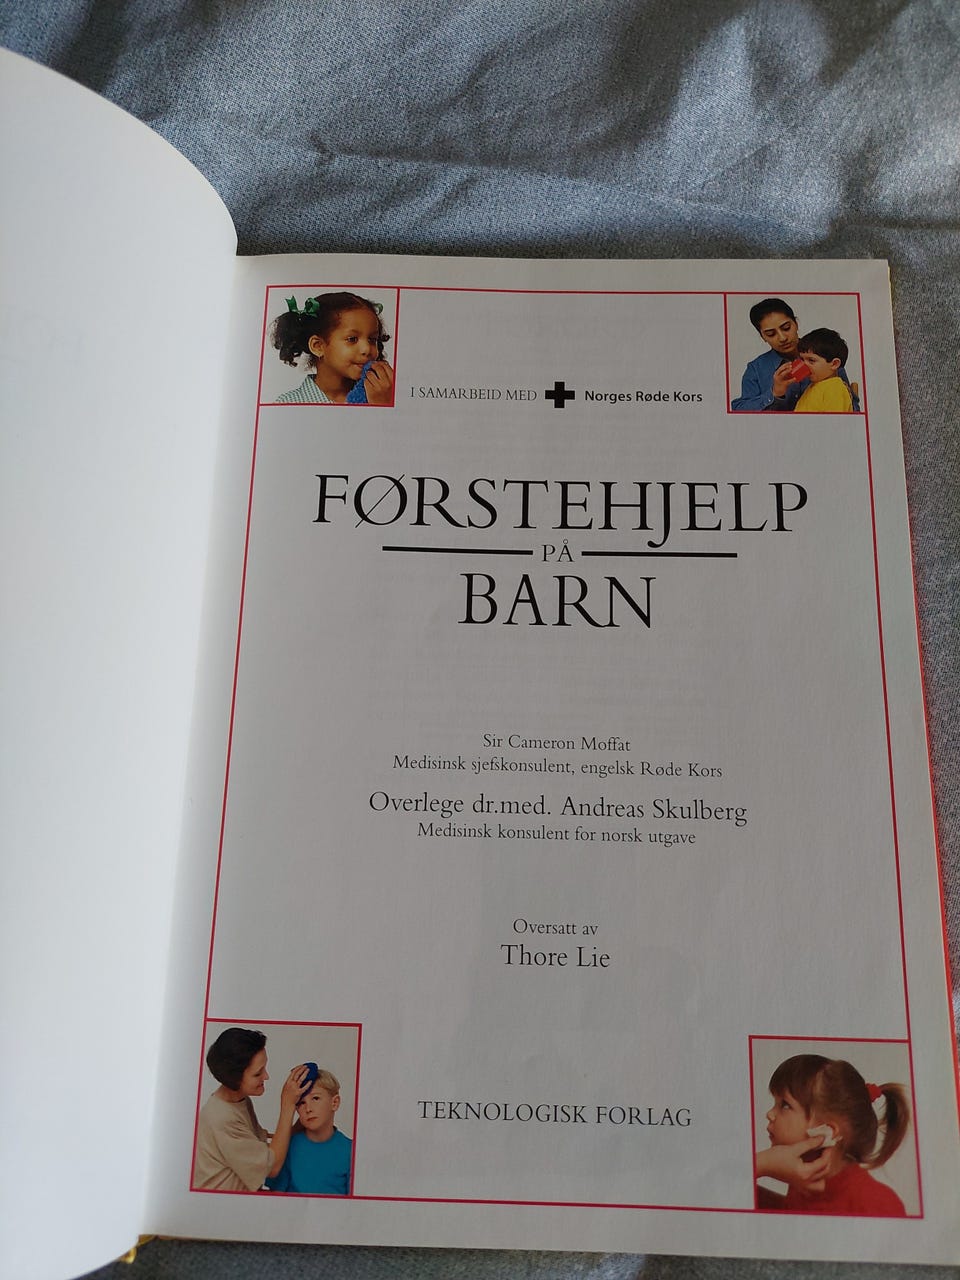 I SAMARBEID MED Norges Røde Kors
FØRSTEHJELP
PÅ
BARN
Sir Cameron Moffat
Medisinsk sjefskonsulent, engelsk Røde Kors
Overlege dr.med. Andreas Skulberg
Medisinsk konsulent for norsk utgave
Oversatt av
Thore Lie
TEKNOLOGISK FORLAG